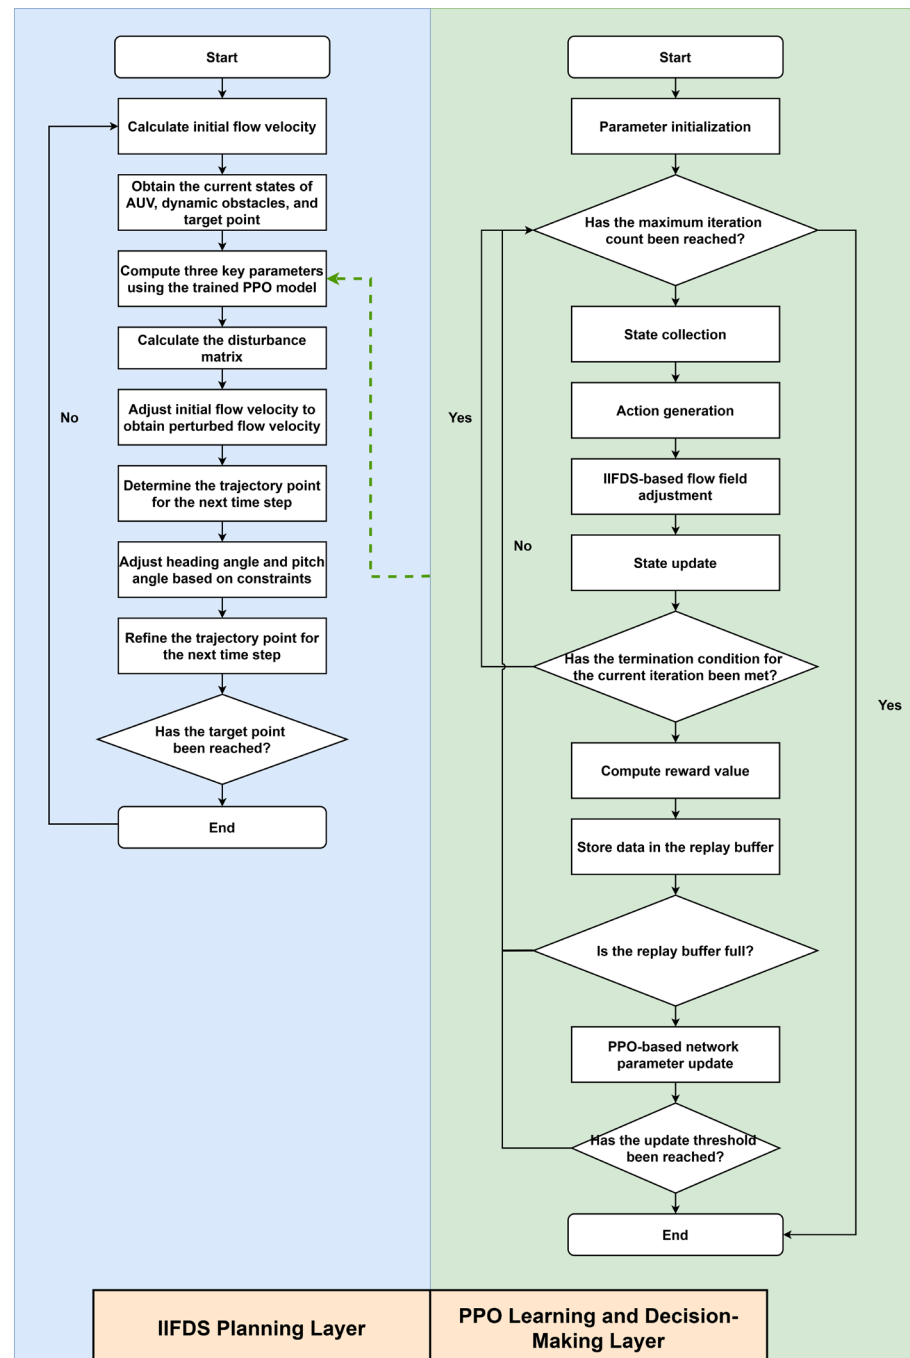 Start
Calculate initial flow velocity
Obtain the current states of
AUV, dynamic obstacles, and
target point
Compute three key parameters
using the trained PPO model
Calculate the disturbance
matrix
No
Adjust initial flow velocity to
obtain perturbed flow velocity
Determine the trajectory point
for the next time step
Adjust heading angle and pitch
angle based on constraints
Refine the trajectory point for
the next time step
Has the target point
been reached?
End
IIFDS Planning Layer
Start
Parameter initialization
Has the maximum iteration
count been reached?
State collection
Yes
Action generation
IIFDS-based flow field
adjustment
No
State update
Has the termination condition for
the current iteration been met?
Yes
Compute reward value
Store data in the replay buffer
Is the replay buffer full?
PPO-based network
parameter update
Has the update threshold
been reached?
End
PPO Learning and Decision-
Making Layer